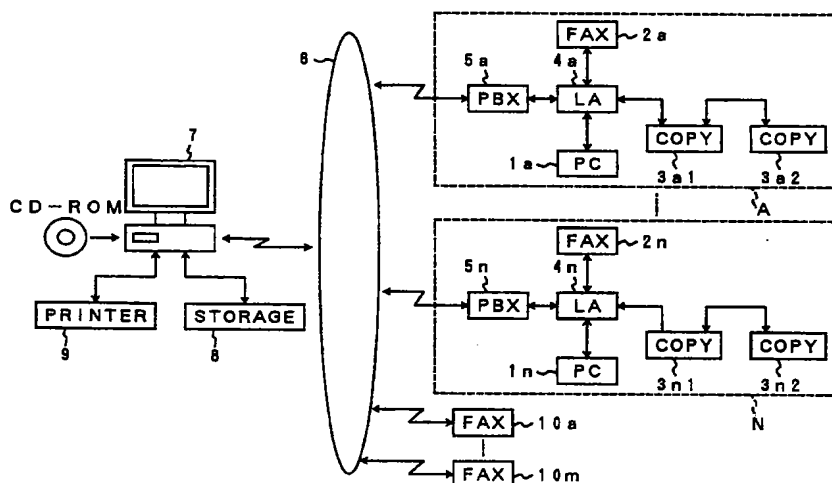 FAX 2a
6
5a 4a
PBX LA
7
COPY COPY
1a PC 3a1 3a2
CD-ROM
A
FAX 2n
5n 4n
PBX LA
PRINTER STORAGE
COPY COPY
9 8
1n PC 3n1 3n2
N
FAX 10a
FAX 10m